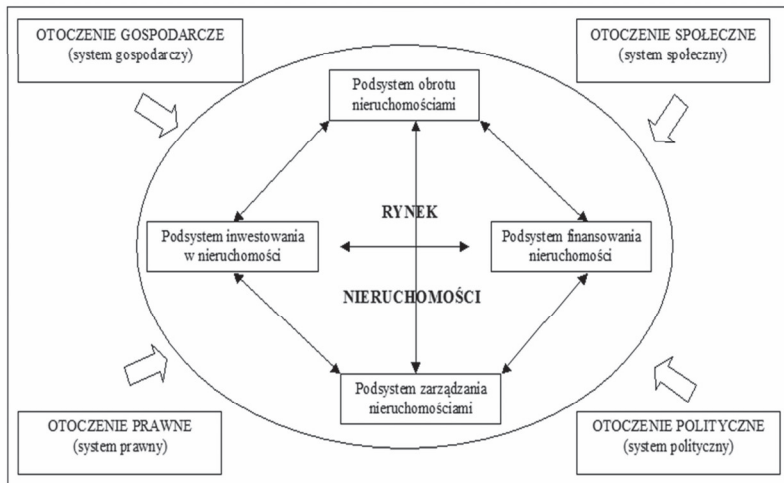 OTOCZENIE GOSPODARCZE
(system gospodarczy)
OTOCZENIE SPOŁECZNE
(system społeczny)
Podsystem obrotu
nieruchomościami
RYNEK
Podsystem inwestowania
w nieruchomości
Podsystem finansowania
nieruchomości
NIERUCHOMOŚCI
Podsystem zarządzania
nieruchomościami
OTOCZENIE PRAWNE
(system prawny)
OTOCZENIE POLITYCZNE
(system polityczny)